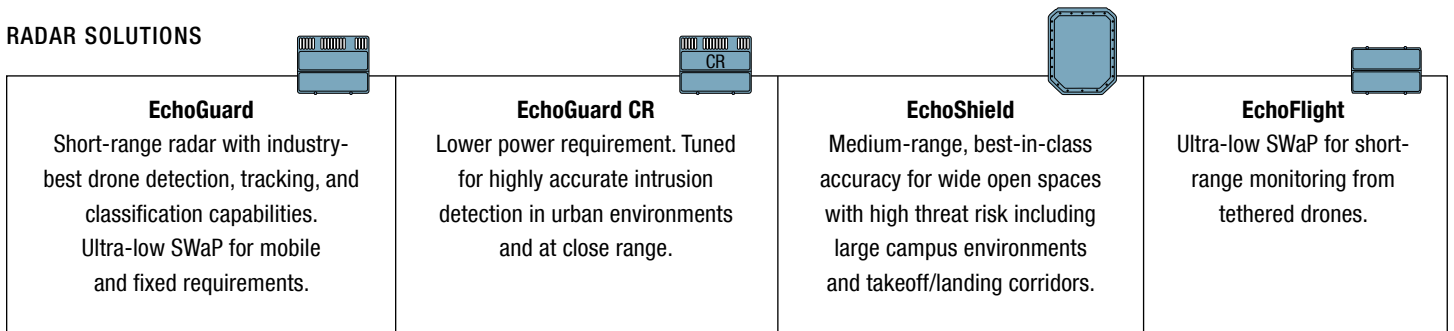 RADAR SOLUTIONS
CR
EchoGuard
Short-range radar with industry-
best drone detection, tracking, and
classification capabilities.
Ultra-low SWaP for mobile
and fixed requirements.
EchoGuard CR
Lower power requirement. Tuned
for highly accurate intrusion
detection in urban environments
and at close range.
EchoShield
Medium-range, best-in-class
accuracy for wide open spaces
with high threat risk including
large campus environments
and takeoff/landing corridors.
EchoFlight
Ultra-low SWaP for short-
range monitoring from
tethered drones.